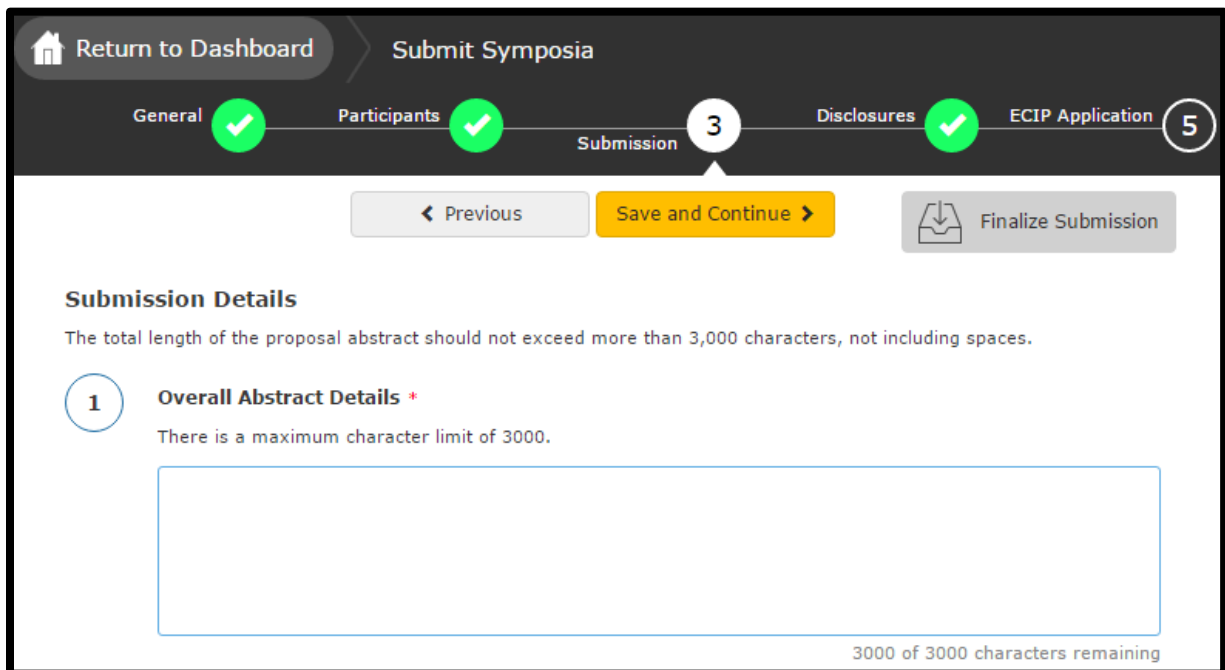 Return to Dashboard
Submit Symposia
General
Participants
Submission
3
Disclosures
ECIP Application
5
Previous
Save and Continue
Finalize Submission
Submission Details
The total length of the proposal abstract should not exceed more than 3,000 characters, not including spaces.
1
Overall Abstract Details *
There is a maximum character limit of 3000.
3000 of 3000 characters remaining